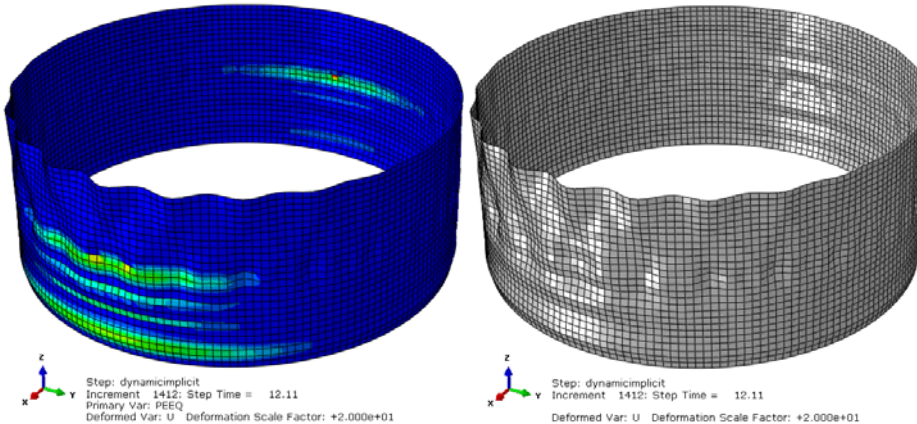 Z
Y
X
Step: dynamicimplicit
Increment 1412: Step Time = 12.11
Primary Var: PEEQ
Deformed Var: U Deformation Scale Factor: +2.000e+01
Z
Y
X
Step: dynamicimplicit
Increment 1412: Step Time = 12.11
Deformed Var: U Deformation Scale Factor: +2.000e+01